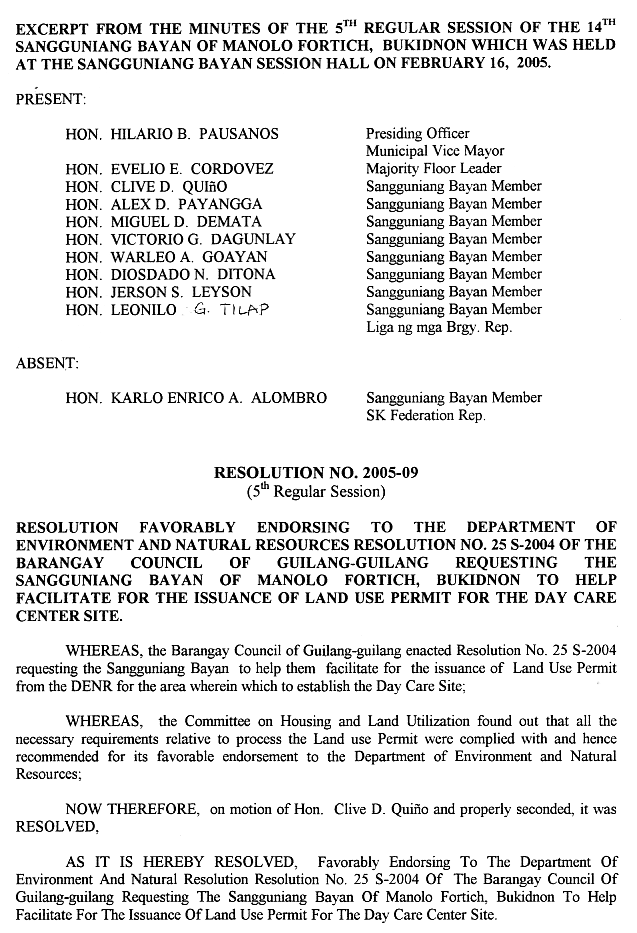 EXCERPT FROM THE MINUTES OF THE 5TH REGULAR SESSION OF THE 14TH
SANGGUNIANG BAYAN OF MANOLO FORTICH, BUKIDNON WHICH WAS HELD
AT THE SANGGUNIANG BAYAN SESSION HALL ON FEBRUARY 16, 2005.
PRESENT:
HON. HILARIO B. PAUSANOS Presiding Officer
Municipal Vice Mayor
HON. EVELIO E. CORDOVEZ Majority Floor Leader
HON. CLIVE D. QUIñO Sangguniang Bayan Member
HON. ALEX D. PAYANGGA Sangguniang Bayan Member
HON. MIGUEL D. DEMATA Sangguniang Bayan Member
HON. VICTORIO G. DAGUNLAY Sangguniang Bayan Member
HON. WARLEO A. GOAYAN Sangguniang Bayan Member
HON. DIOSDADO N. DITONA Sangguniang Bayan Member
HON. JERSON S. LEYSON Sangguniang Bayan Member
HON. LEONILO G. TILAP Sangguniang Bayan Member
Liga ng mga Brgy. Rep.
ABSENT:
HON. KARLO ENRICO A. ALOMBRO Sangguniang Bayan Member
SK Federation Rep.
RESOLUTION NO. 2005-09
(5th Regular Session)
RESOLUTION FAVORABLY ENDORSING TO THE DEPARTMENT OF
ENVIRONMENT AND NATURAL RESOURCES RESOLUTION NO. 25 S-2004 OF THE
BARANGAY COUNCIL OF GUILANG-GUILANG REQUESTING THE
SANGGUNIANG BAYAN OF MANOLO FORTICH, BUKIDNON TO HELP
FACILITATE FOR THE ISSUANCE OF LAND USE PERMIT FOR THE DAY CARE
CENTER SITE.
WHEREAS, the Barangay Council of Guilang-guilang enacted Resolution No. 25 S-2004
requesting the Sangguniang Bayan to help them facilitate for the issuance of Land Use Permit
from the DENR for the area wherein which to establish the Day Care Site;
WHEREAS, the Committee on Housing and Land Utilization found out that all the
necessary requirements relative to process the Land use Permit were complied with and hence
recommended for its favorable endorsement to the Department of Environment and Natural
Resources;
NOW THEREFORE, on motion of Hon. Clive D. Quiño and properly seconded, it was
RESOLVED,
AS IT IS HEREBY RESOLVED, Favorably Endorsing To The Department Of
Environment And Natural Resolution Resolution No. 25 S-2004 Of The Barangay Council Of
Guilang-guilang Requesting The Sangguniang Bayan Of Manolo Fortich, Bukidnon To Help
Facilitate For The Issuance Of Land Use Permit For The Day Care Center Site.